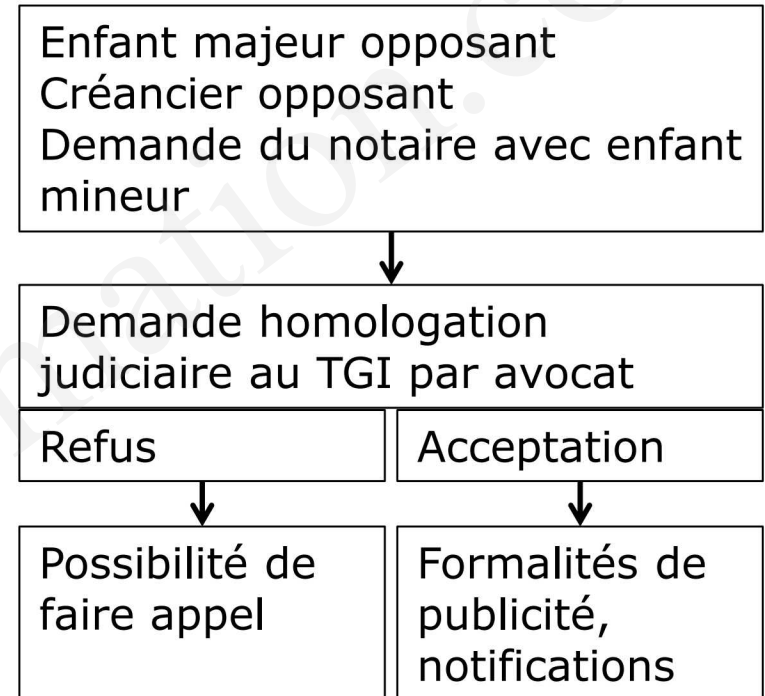 Enfant majeur opposant
Créancier opposant
Demande du notaire avec enfant
mineur
Demande homologation
judiciaire au TGI par avocat
Refus
Acceptation
Possibilité de
faire appel
Formalités de
publicité,
notifications